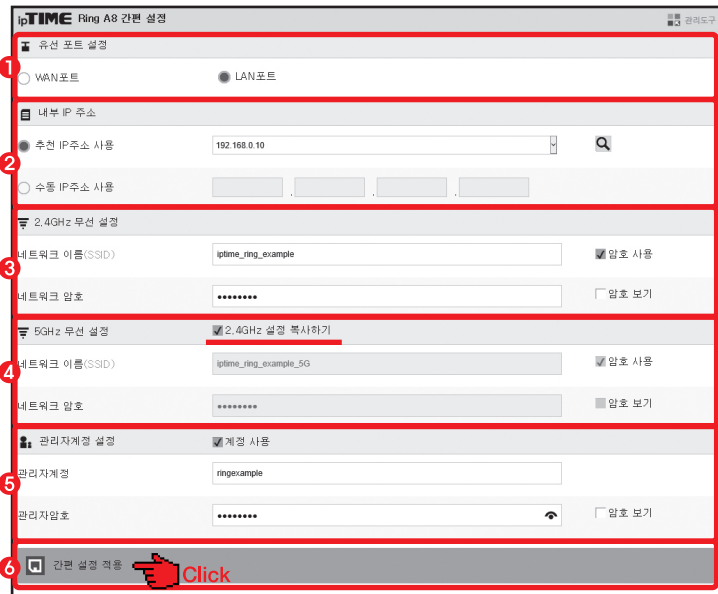 ipTIME Ring A8 간편 설정 관리도구
1
유선 포트 설정
WAN포트 LAN포트
2
내부 IP 주소
추천 IP주소 사용 192.168.0.10
수동 IP주소 사용 . . .
3
2.4GHz 무선 설정
네트워크 이름(SSID) iptime_ring_example 암호 사용
네트워크 암호 •••••••• 암호 보기
4
5GHz 무선 설정 2.4GHz 설정 복사하기
네트워크 이름(SSID) iptime_ring_example_5G 암호 사용
네트워크 암호 •••••••• 암호 보기
5
관리자계정 설정 계정 사용
관리자계정 ringexample
관리자암호 •••••••• 암호 보기
6
간편 설정 적용 Click